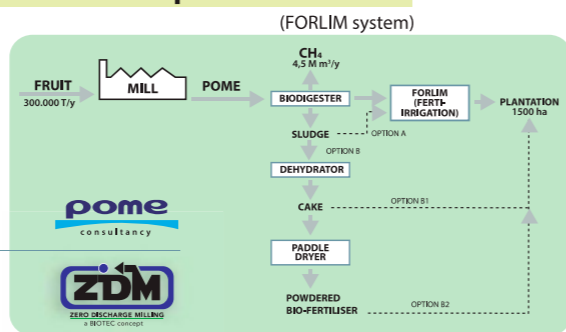 (FORLIM system)
CH₄
4,5 M m³/y
FRUIT
300.000 T/y
MILL
POME
BIODIGESTER
FORLIM
(FERTI-
IRRIGATION)
PLANTATION
1500 ha
SLUDGE
OPTION A
OPTION B
DEHYDRATOR
CAKE
OPTION B1
PADDLE
DRYER
POWDERED
BIO-FERTILISER
OPTION B2
pome
consultancy
ZDM
ZERO DISCHARGE MILLING
a BIOTEC concept